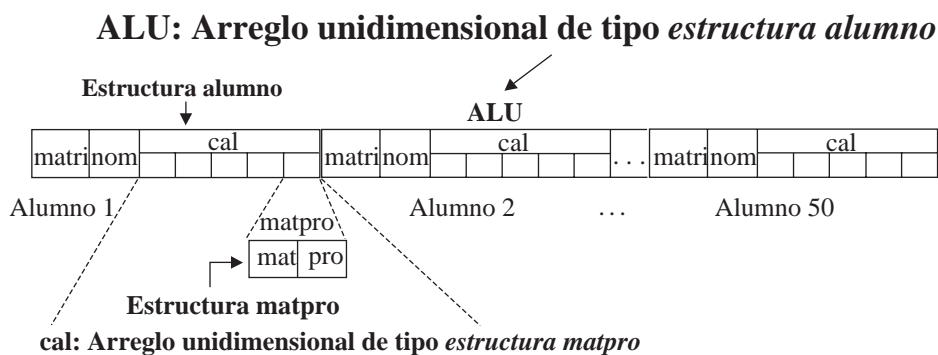 ALU: Arreglo unidimensional de tipo estructura alumno
Estructura alumno
ALU
matri nom cal matri nom cal ... matri nom cal
Alumno 1 Alumno 2 ... Alumno 50
matpro
mat pro
Estructura matpro
cal: Arreglo unidimensional de tipo estructura matpro